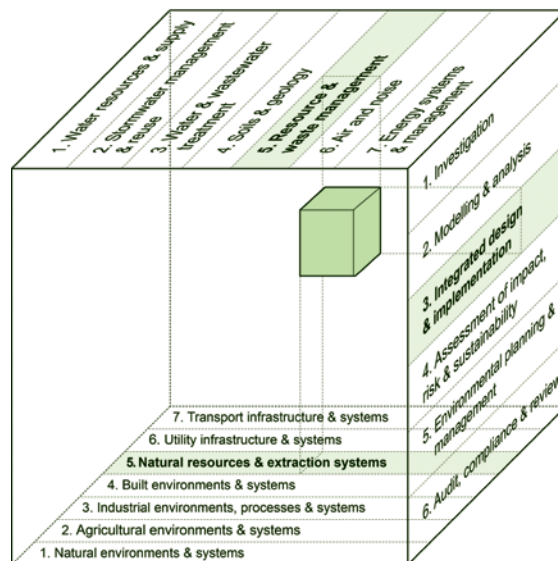 1. Water resources & supply
2. Stormwater management
& reuse
3. Water & wastewater
treatment
4. Soils & geology
5. Resource &
waste management
6. Air and noise
7. Energy systems
& management
1. Investigation
2. Modelling & analysis
3. Integrated design
& implementation
4. Assessment of impact,
risk & sustainability
5. Environmental planning &
management
6. Audit, compliance & review
7. Transport infrastructure & systems
6. Utility infrastructure & systems
5. Natural resources & extraction systems
4. Built environments & systems
3. Industrial environments, processes & systems
2. Agricultural environments & systems
1. Natural environments & systems